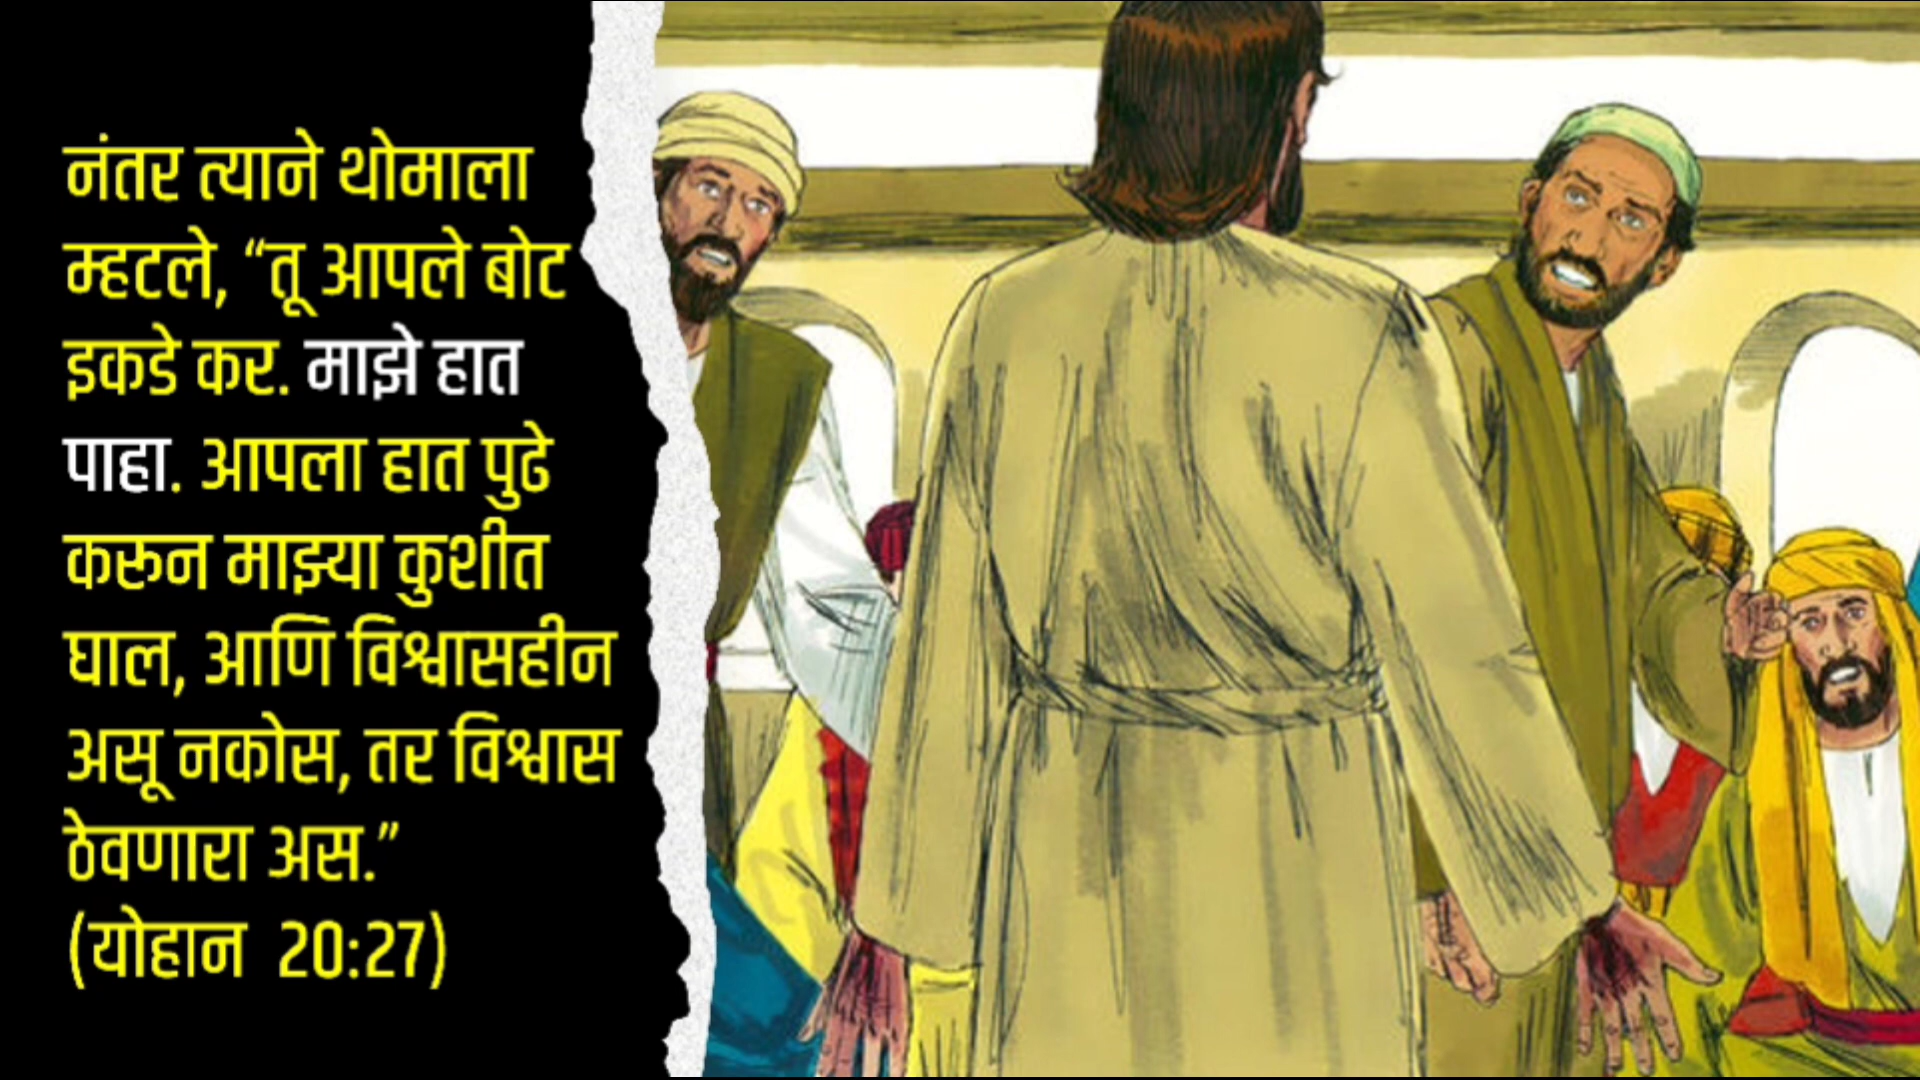 नंतर त्याने थोमाला
म्हटले, “तू आपले बोट
इकडे कर. माझे हात
पाहा. आपला हात पुढे
करून माझ्या कुशीत
घाल, आणि विश्वासहीन
असू नकोस, तर विश्वास
ठेवणारा अस.”
(योहान 20:27)